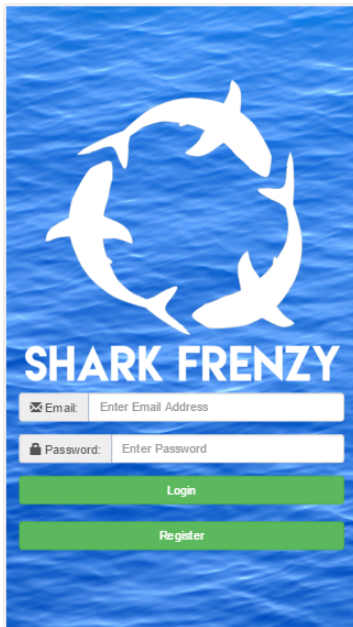 SHARK FRENZY
Email: Enter Email Address
Password: Enter Password
Login
Register